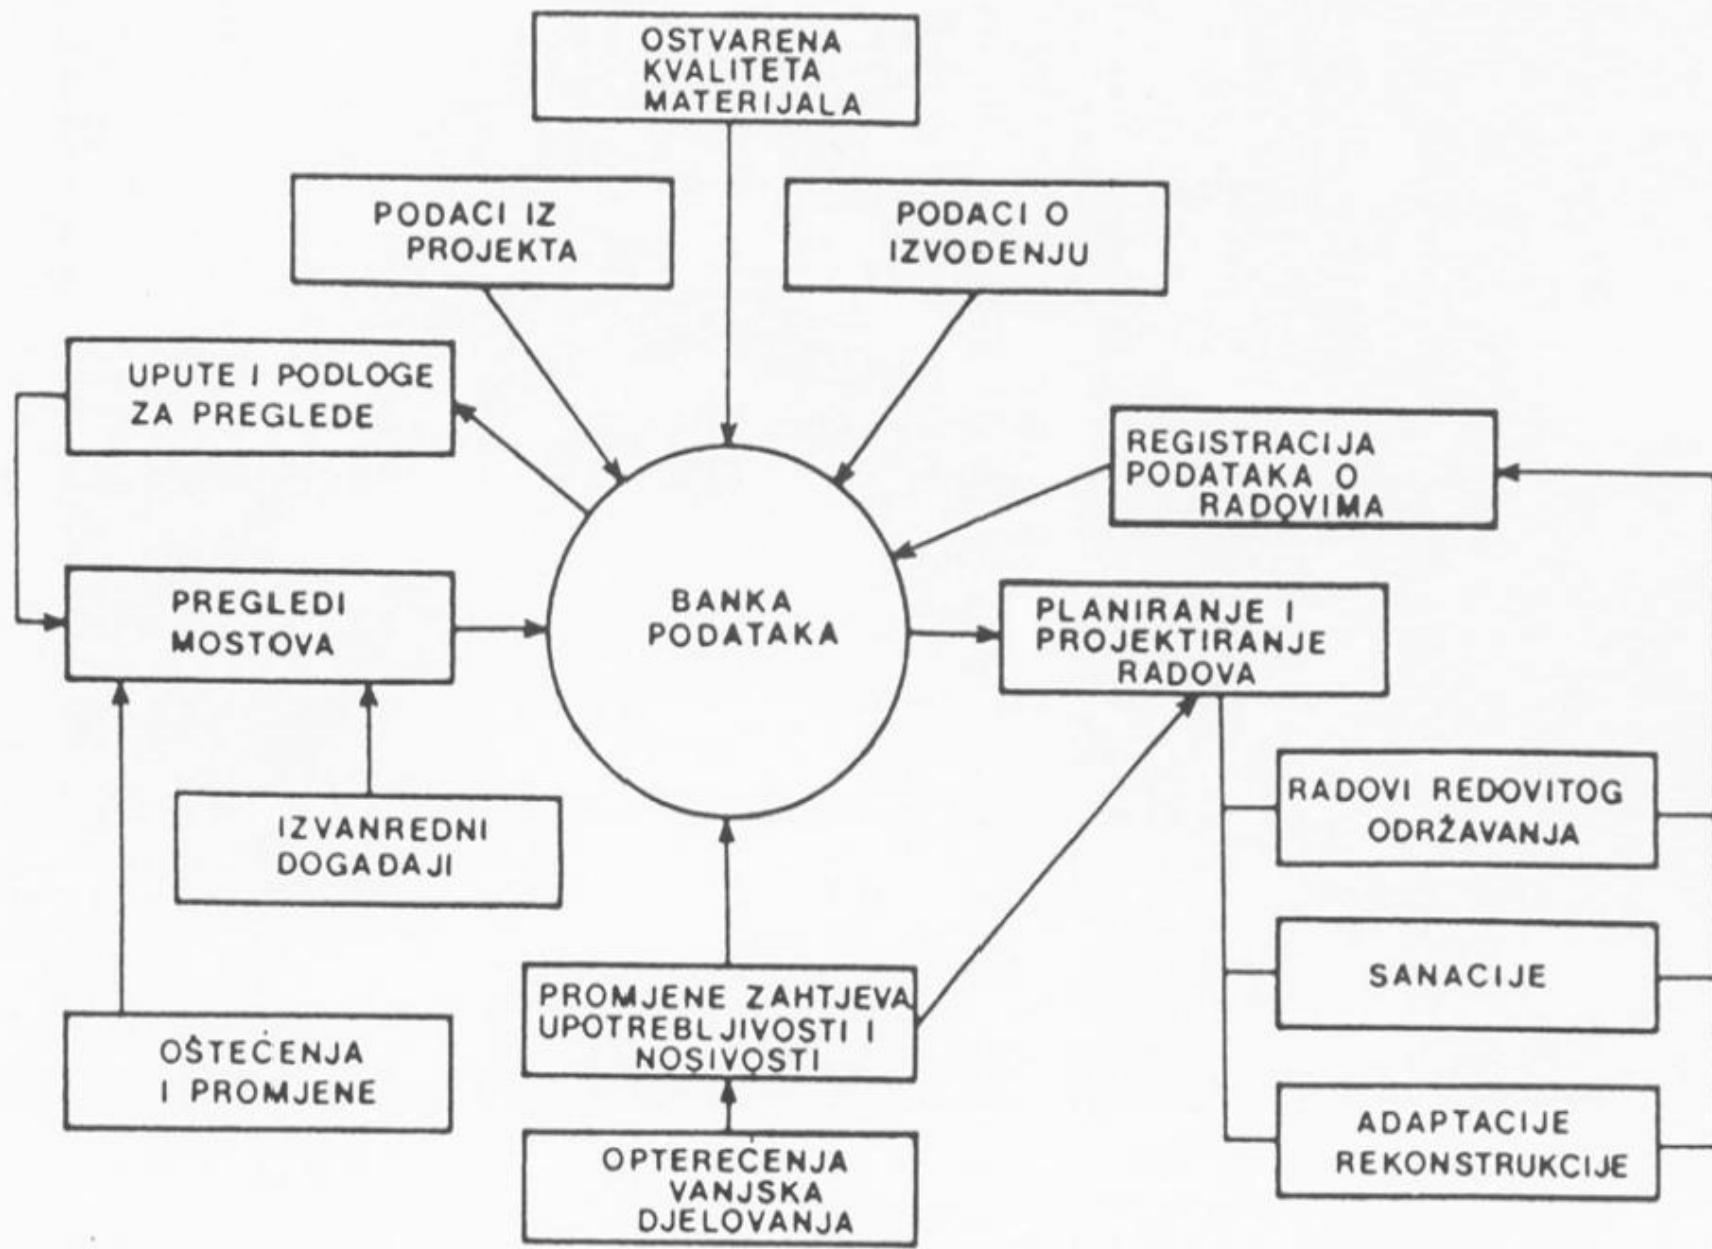 OSTVARENA
KVALITETA
MATERIJALA
PODACI IZ
PROJEKTA
PODACI O
IZVOĐENJU
UPUTE I PODLOGE
ZA PREGLEDE
REGISTRACIJA
PODATAKA O
RADOVIMA
PREGLEDI
MOSTOVA
BANKA
PODATAKA
PLANIRANJE I
PROJEKTIRANJE
RADOVA
IZVANREDNI
DOGAĐAJI
RADOVI REDOVITOG
ODRŽAVANJA
PROMJENE ZAHTJEVA
UPOTREBLJIVOSTI I
NOSIVOSTI
SANACIJE
OŠTEĆENJA
I PROMJENE
OPTEREĆENJA
VANJSKA
DJELOVANJA
ADAPTACIJE
REKONSTRUKCIJE